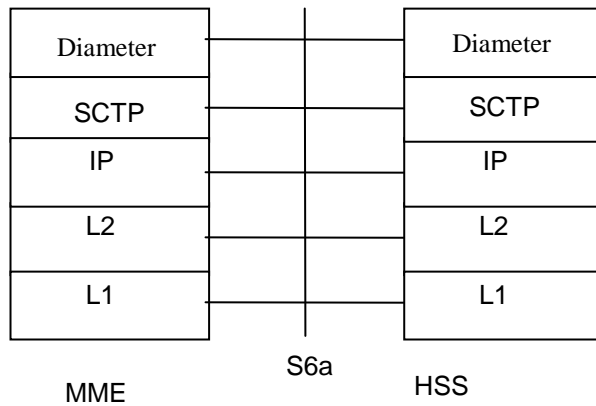 Diameter Diameter
SCTP SCTP
IP IP
L2 L2
L1 L1
S6a
MME HSS